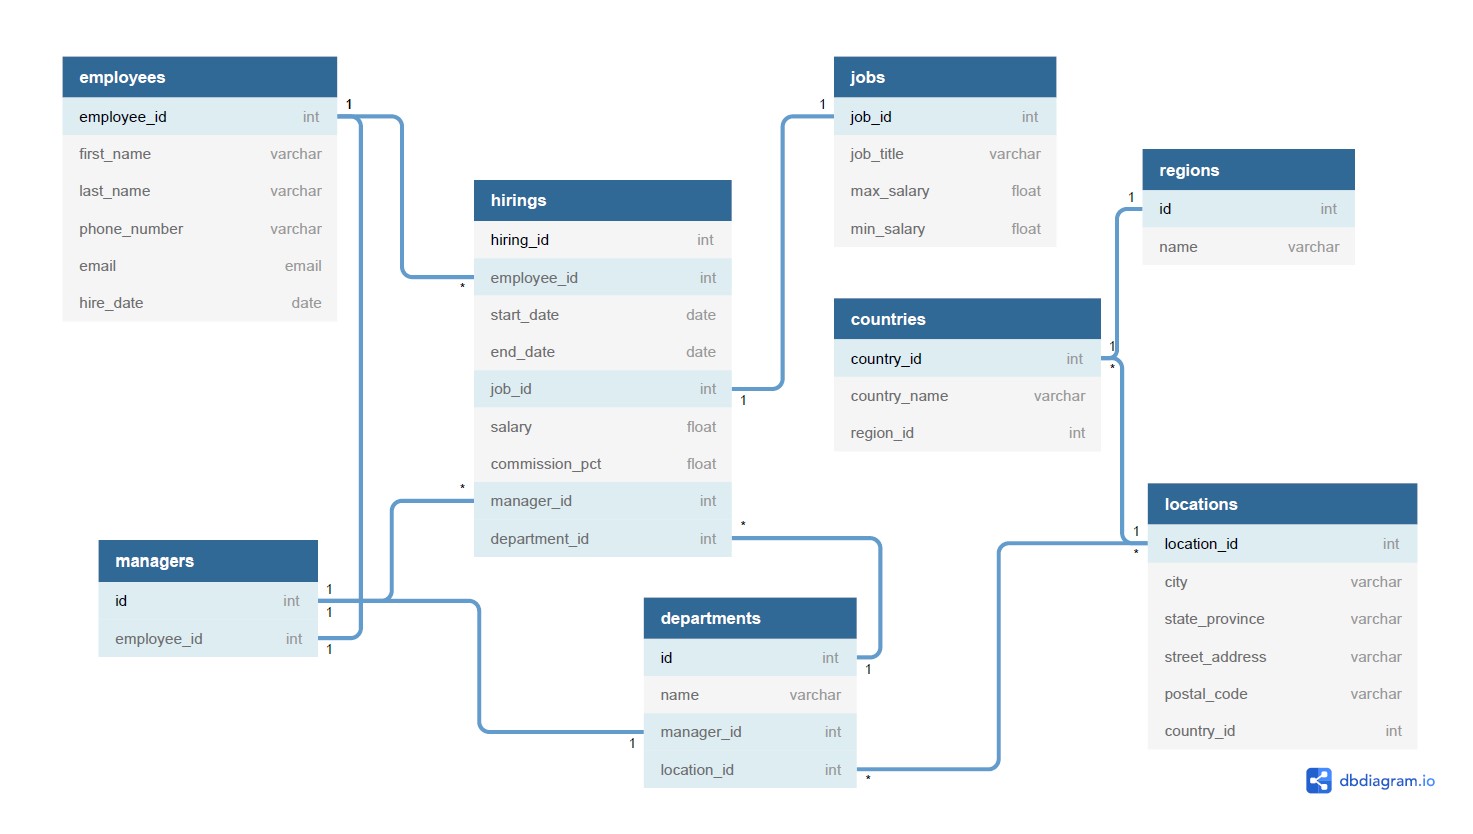 employees
employee_id int
first_name varchar
last_name varchar
phone_number varchar
email email
hire_date date
1
*
hirings
hiring_id int
employee_id int
start_date date
end_date date
job_id int
salary float
commission_pct float
manager_id int
department_id int
1
*
*
jobs
job_id int
job_title varchar
max_salary float
min_salary float
1
regions
id int
name varchar
1
countries
country_id int
country_name varchar
region_id int
1
*
locations
location_id int
city varchar
state_province varchar
street_address varchar
postal_code varchar
country_id int
1
*
managers
id int
employee_id int
1
1
1
departments
id int
name varchar
manager_id int
location_id int
1
1
*
dbdiagram.io